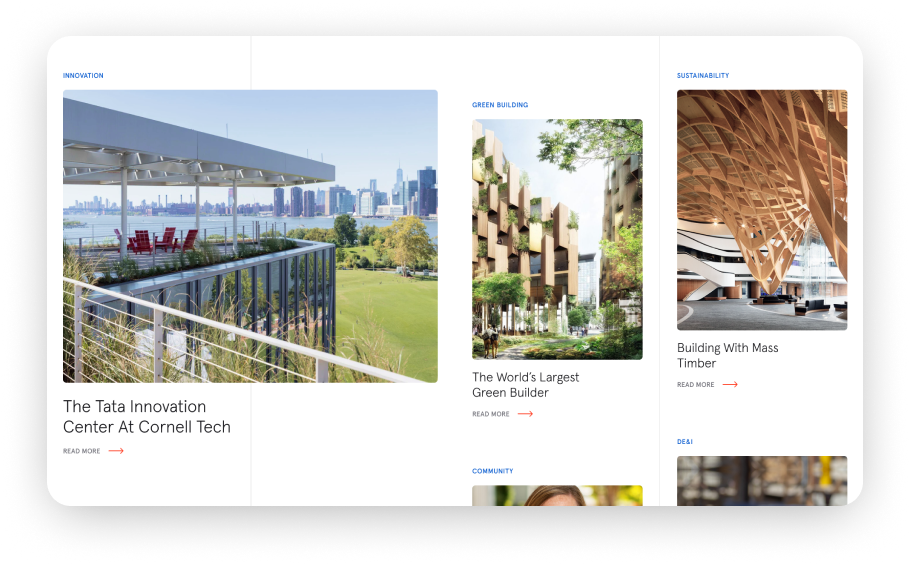 INNOVATION
The Tata Innovation
Center At Cornell Tech
READ MORE
GREEN BUILDING
The World’s Largest
Green Builder
READ MORE
COMMUNITY
SUSTAINABILITY
Building With Mass
Timber
READ MORE
DE&I